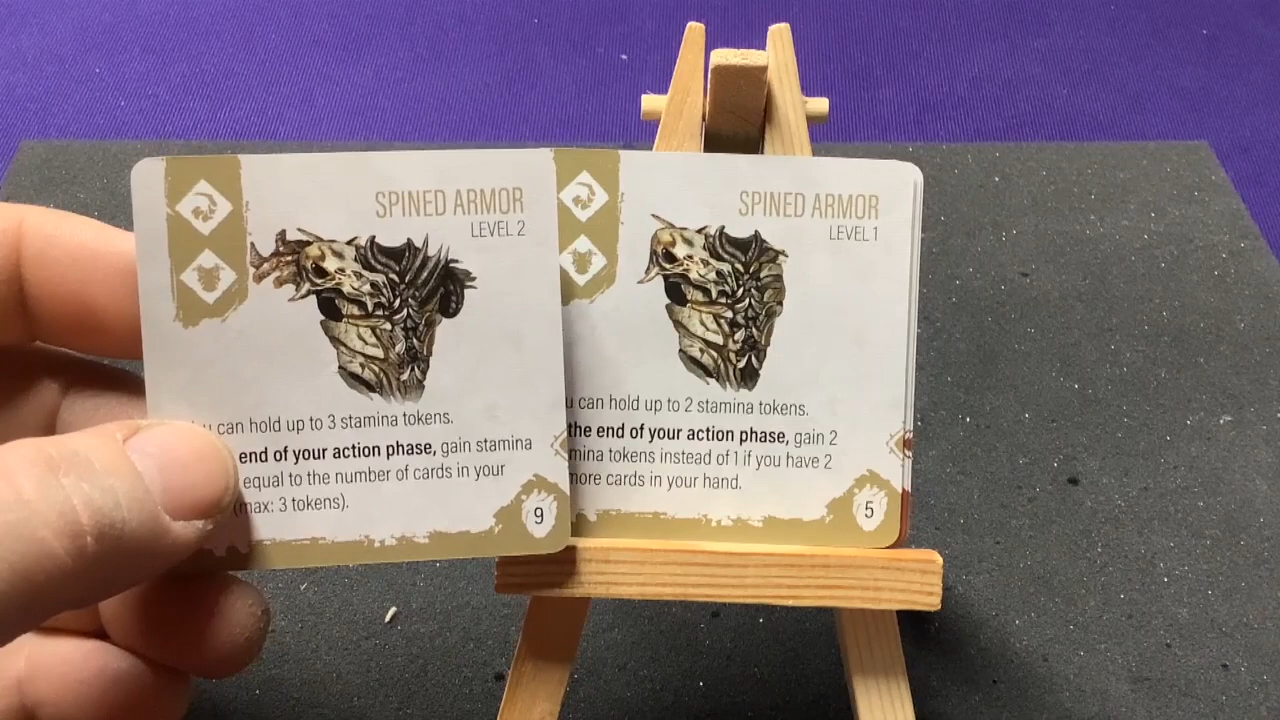 SPINED ARMOR
LEVEL 2
u can hold up to 3 stamina tokens.
end of your action phase, gain stamina
equal to the number of cards in your
(max: 3 tokens).
9
SPINED ARMOR
LEVEL 1
u can hold up to 2 stamina tokens.
the end of your action phase, gain 2
mina tokens instead of 1 if you have 2
more cards in your hand.
5